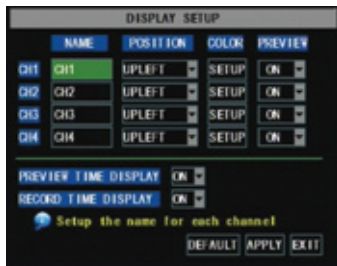 DISPLAY SETUP
NAME POSITION COLOR PREVIEW
CH1 CH1 UPLEFT SETUP ON
CH2 CH2 UPLEFT SETUP ON
CH3 CH3 UPLEFT SETUP ON
CH4 CH4 UPLEFT SETUP ON
PREVIEW TIME DISPLAY ON
RECORD TIME DISPLAY ON
Setup the name for each channel
DEFAULT APPLY EXIT